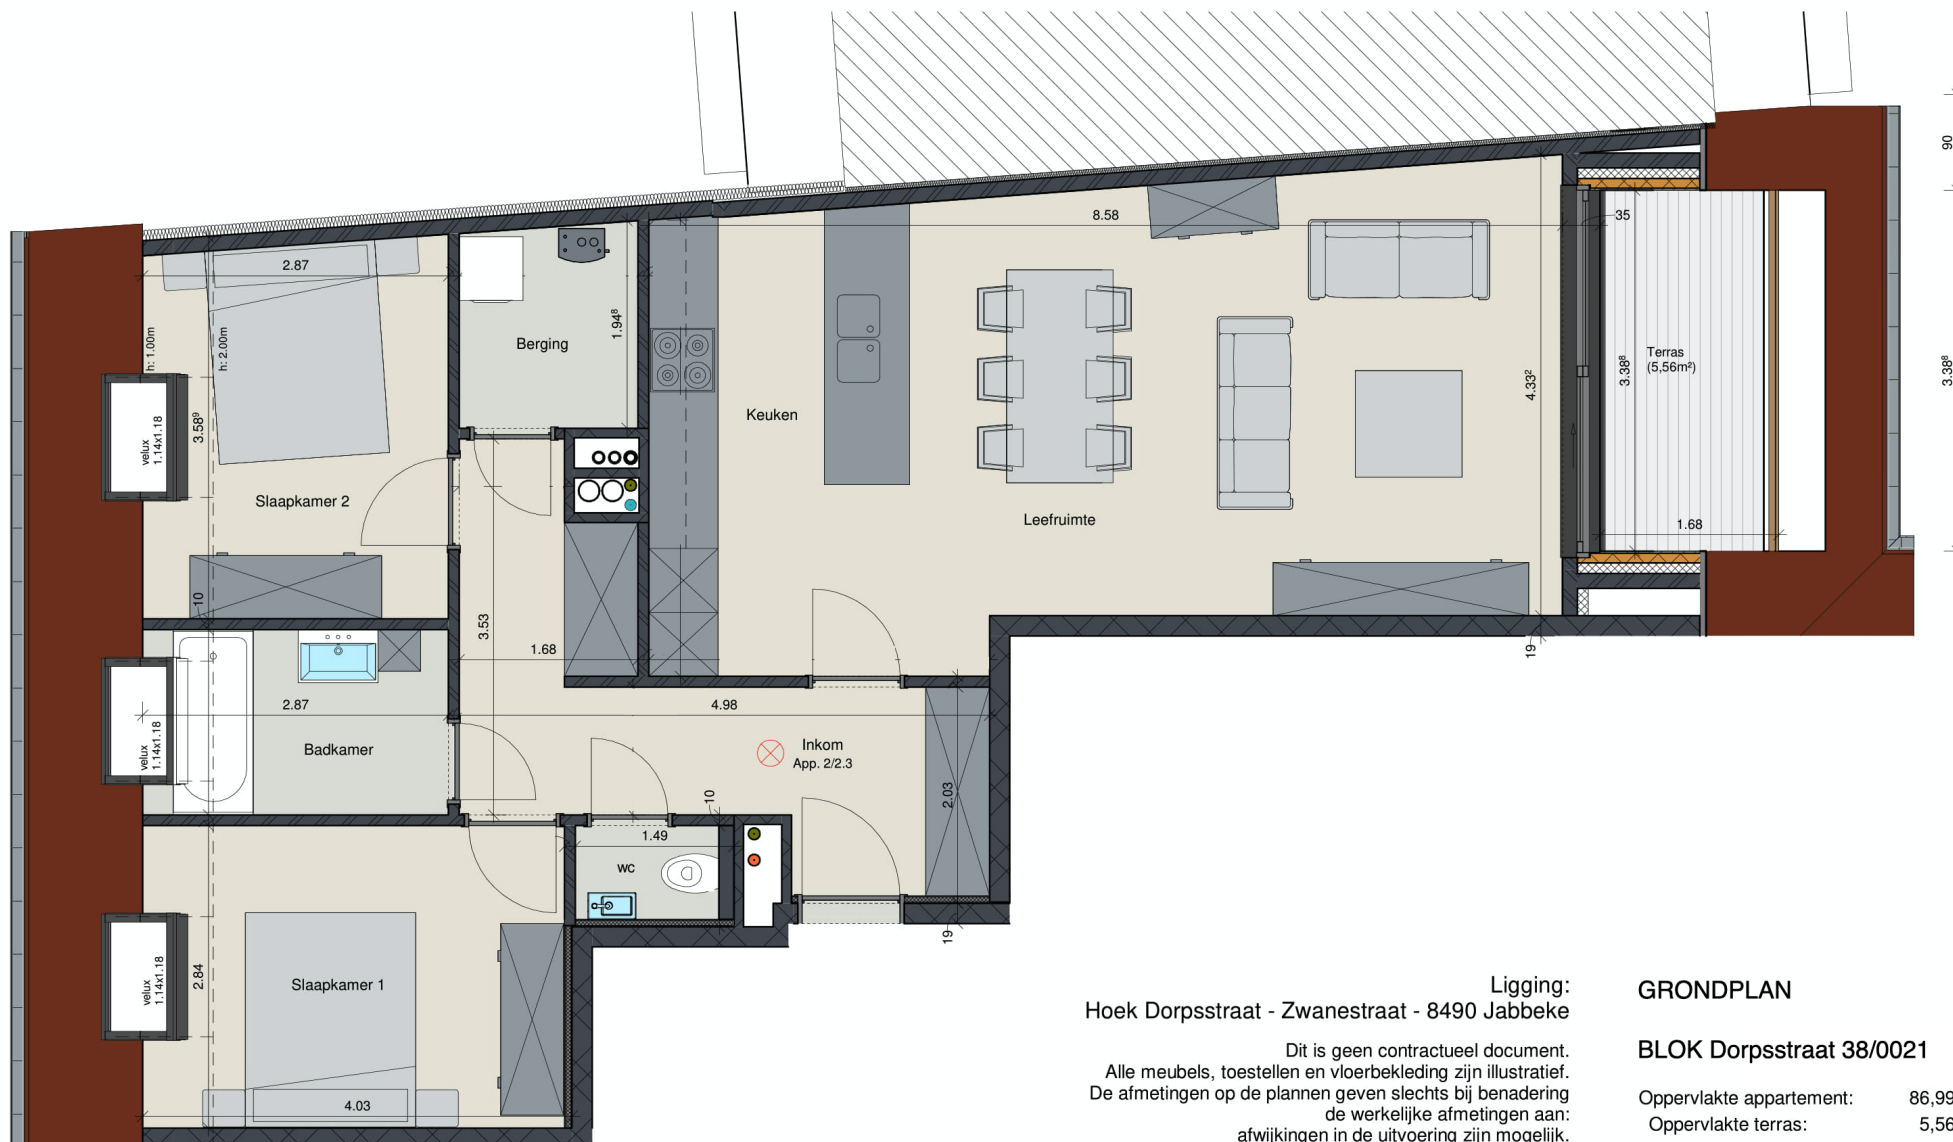 90
8.58
35
2.87
1.94⁸
h: 1.00m
h: 2.00m
Berging
Terras
(5,56m²)
3.38⁸
3.38⁸
4.33²
Keuken
velux
1.14x1.18
3.58⁹
Slaapkamer 2
Leefruimte
1.68
10
3.53
1.68
19
2.87
4.98
velux
1.14x1.18
Badkamer
Inkom
App. 2/2.3
2.03
10
1.49
wc
19
velux
1.14x1.18
2.84
Slaapkamer 1
4.03
Ligging:
Hoek Dorpsstraat - Zwanestraat - 8490 Jabbeke
Dit is geen contractueel document.
Alle meubels, toestellen en vloerbekleding zijn illustratief.
De afmetingen op de plannen geven slechts bij benadering
de werkelijke afmetingen aan:
afwijkingen in de uitvoering zijn mogelijk.
GRONDPLAN
BLOK Dorpsstraat 38/0021
Oppervlakte appartement: 86,99
Oppervlakte terras: 5,56